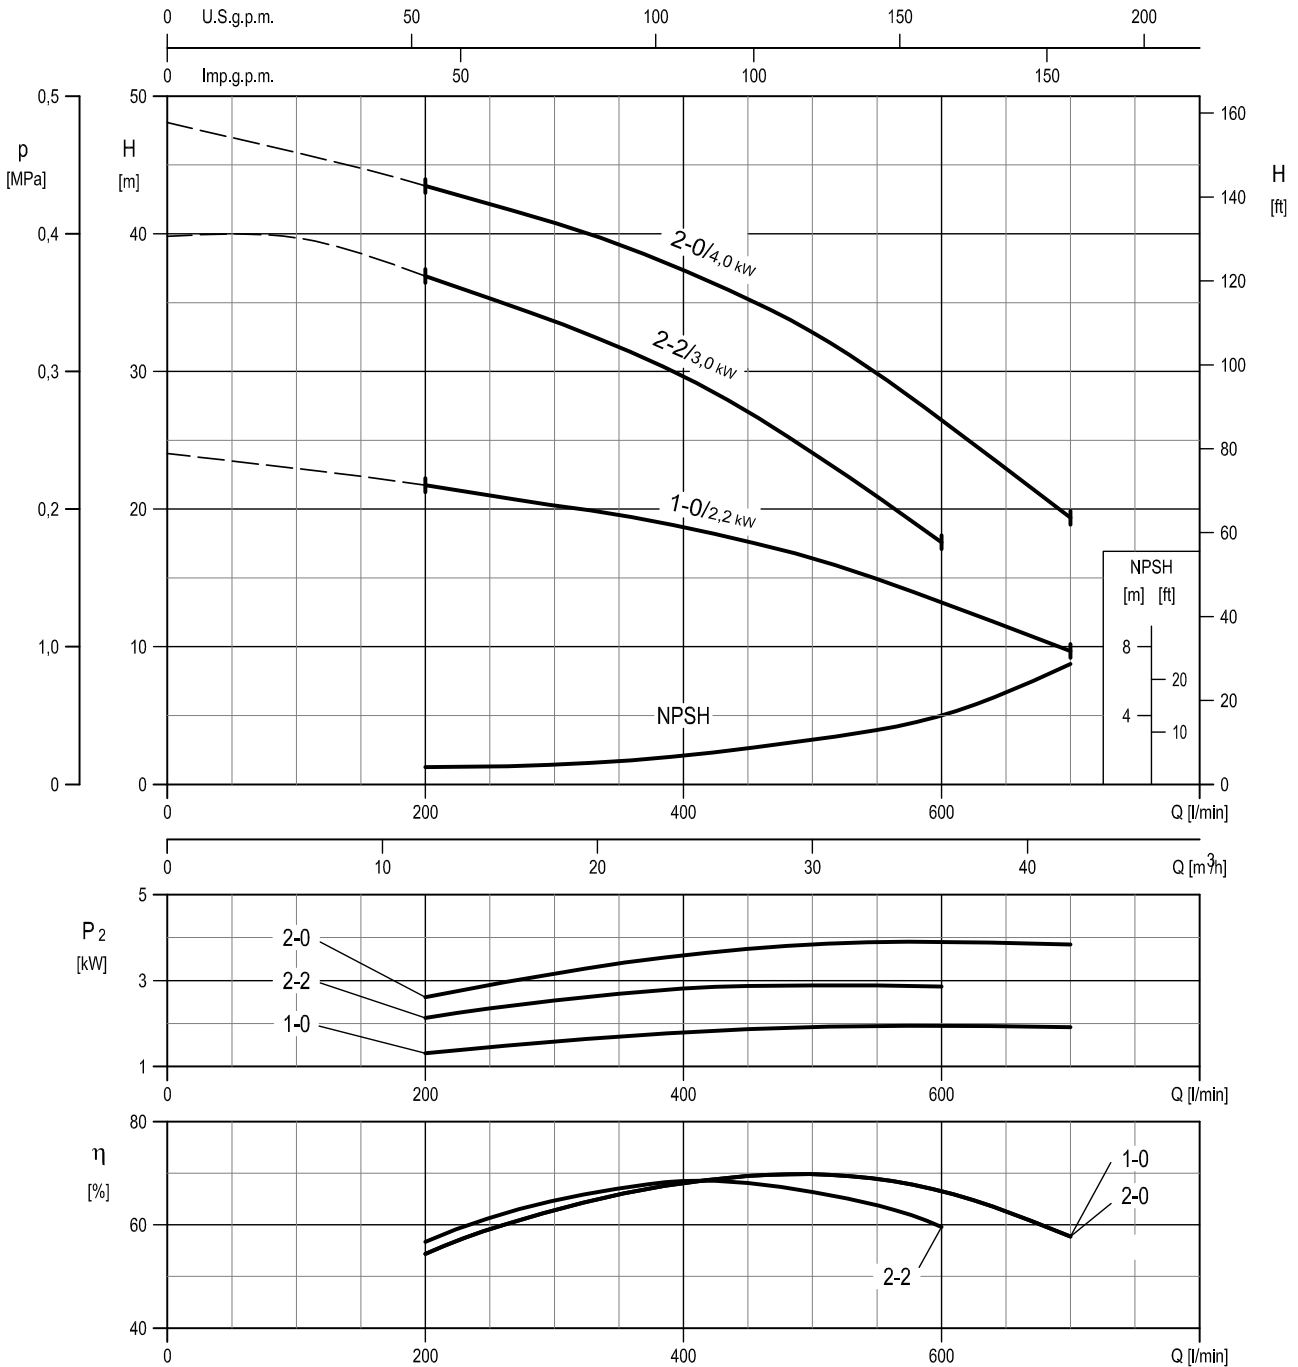 0 U.S.g.p.m. 50 100 150 200
0 Imp.g.p.m. 50 100 150
p
[MPa]
0,5
0,4
0,3
0,2
1,0
0
H
[m]
50
40
30
20
10
0
H
[ft]
160
140
120
100
80
60
40
20
0
2-0/4,0 kW
2-2/3,0 kW
1-0/2,2 kW
NPSH
NPSH
[m] [ft]
8
20
4
10
0 200 400 600 Q [l/min]
0 10 20 30 40 Q [m³/h]
P2
[kW]
5
3
1
2-0
2-2
1-0
0 200 400 600 Q [l/min]
η
[%]
80
60
40
1-0
2-0
2-2
0 200 400 600 Q [l/min]